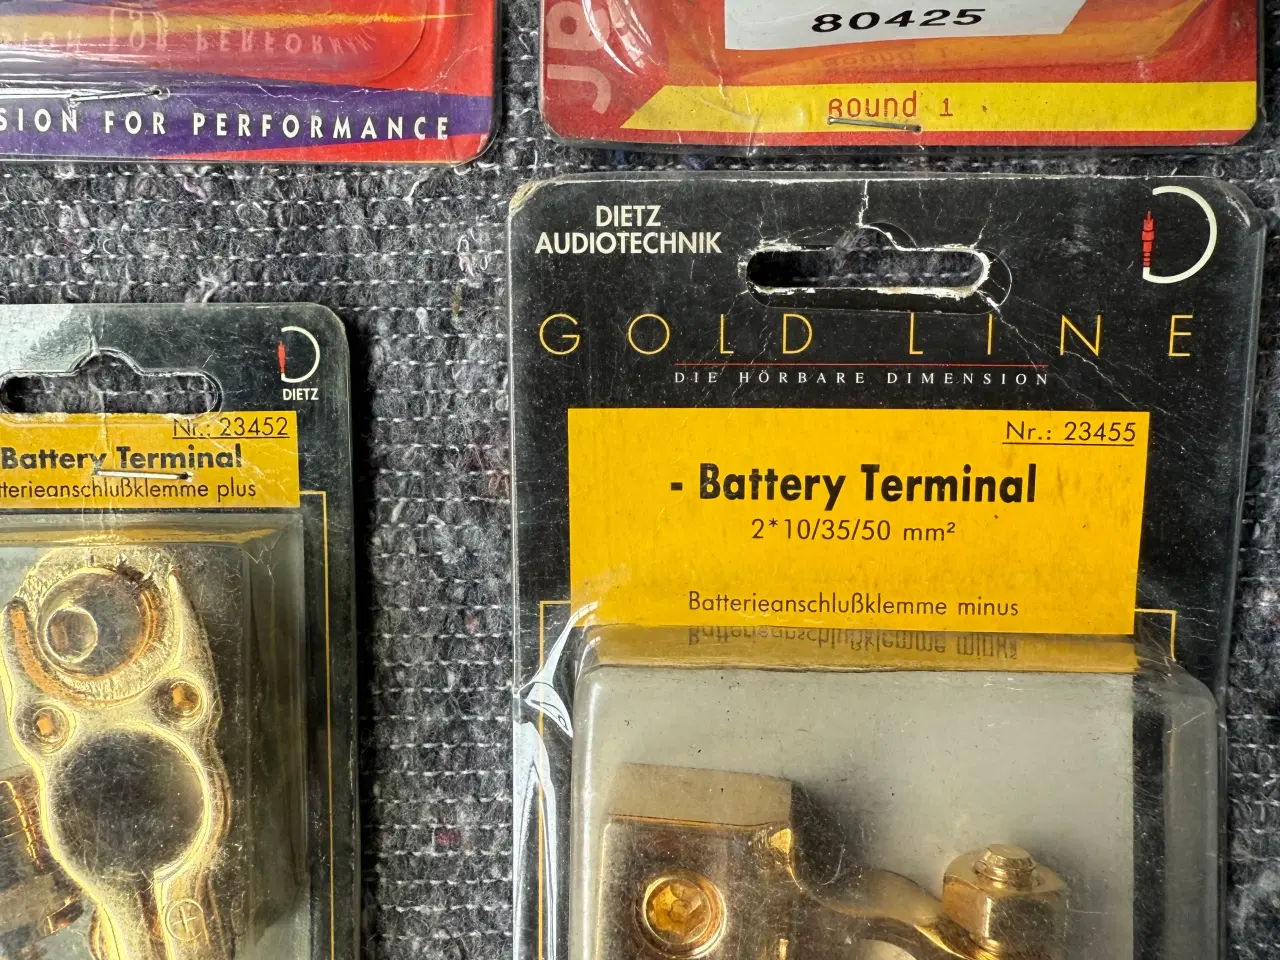 SION FOR PERFORMANCE
80425
Round 1
DIETZ
AUDIOTECHNIK
GOLD LINE
DIE HÖRBARE DIMENSION
Nr.: 23455
- Battery Terminal
2*10/35/50 mm²
Batterieanschlußklemme minus
DIETZ
Nr.: 23452
Battery Terminal
tterieanschlußklemme plus